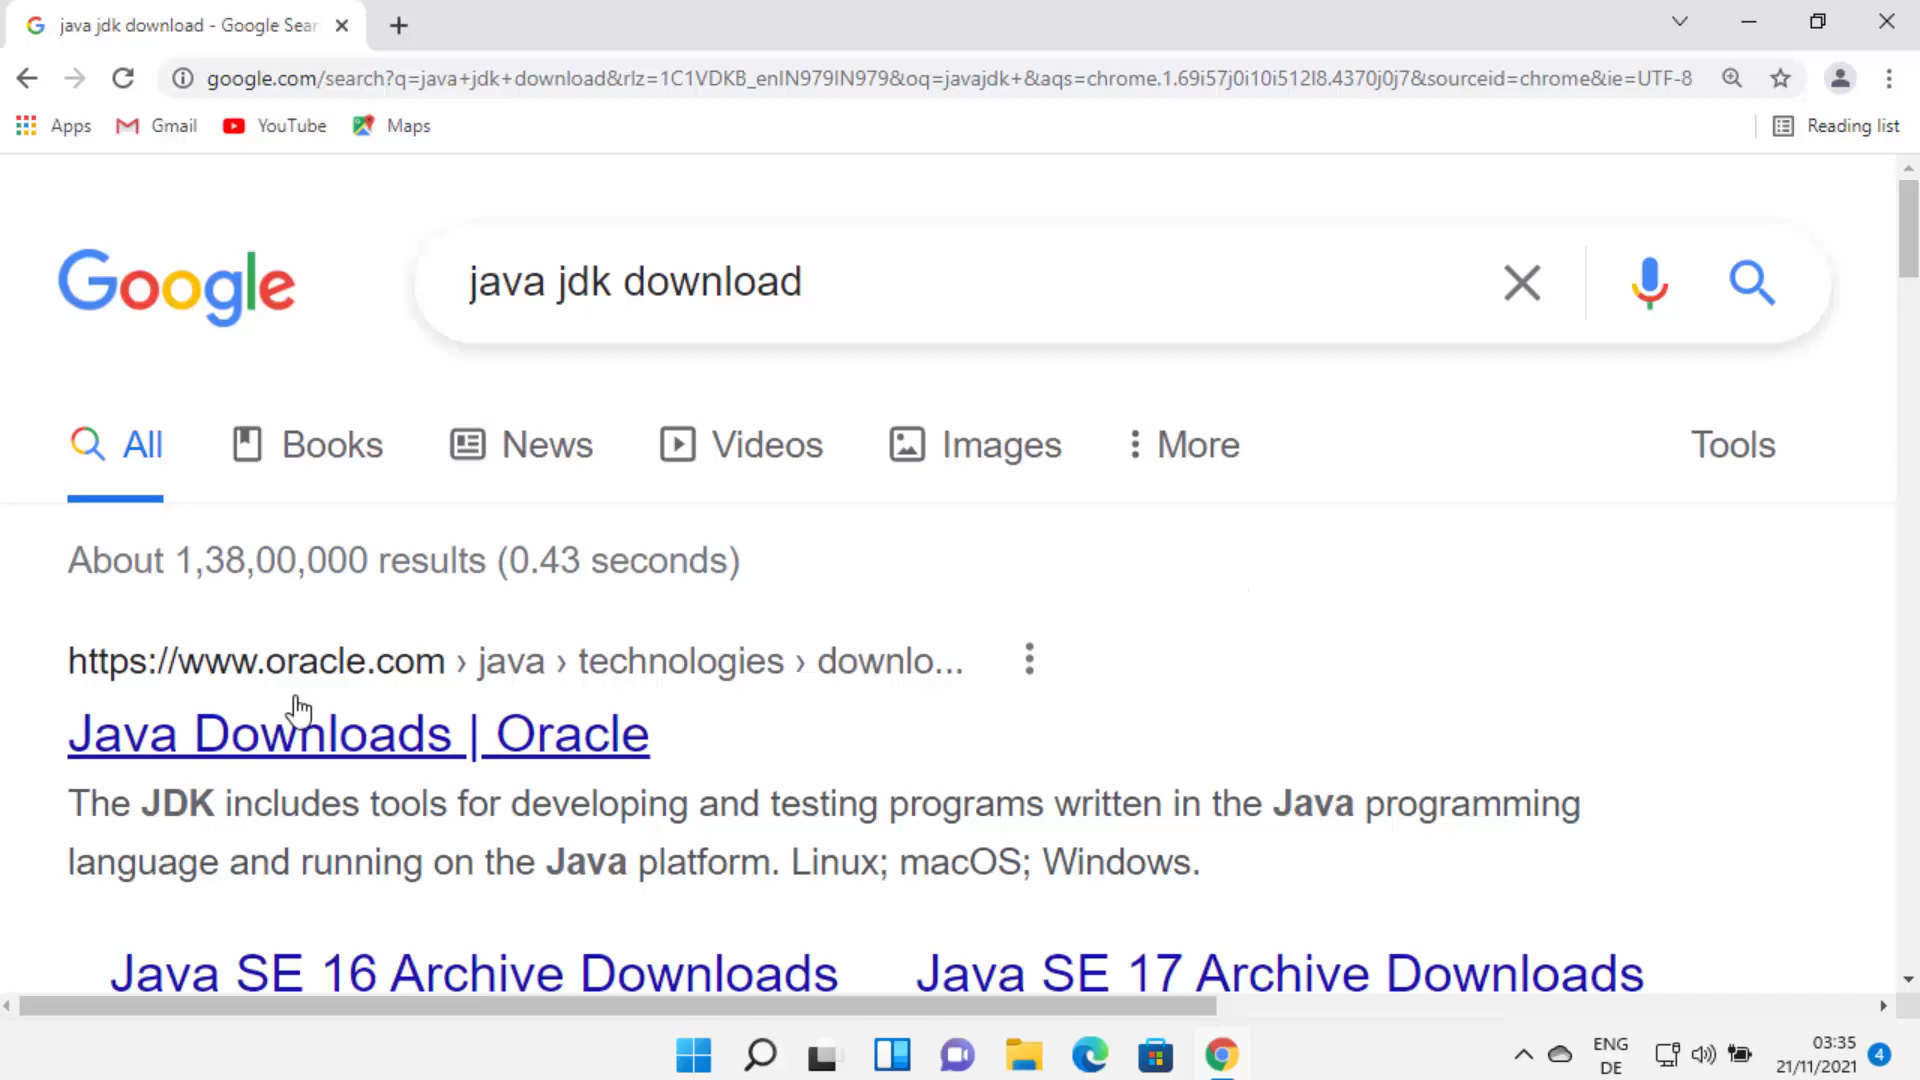 java jdk download - Google Sear
google.com/search?q=java+jdk+download&rlz=1C1VDKB_enIN979IN979&oq=javajdk+&aqs=chrome.1.69i57j0i10i512l8.4370j0j7&sourceid=chrome&ie=UTF-8
Apps Gmail YouTube Maps Reading list
Google java jdk download
All Books News Videos Images More Tools
About 1,38,00,000 results (0.43 seconds)
https://www.oracle.com › java › technologies › downlo...
Java Downloads | Oracle
The JDK includes tools for developing and testing programs written in the Java programming
language and running on the Java platform. Linux; macOS; Windows.
Java SE 16 Archive Downloads Java SE 17 Archive Downloads
ENG 03:35
DE 21/11/2021 4